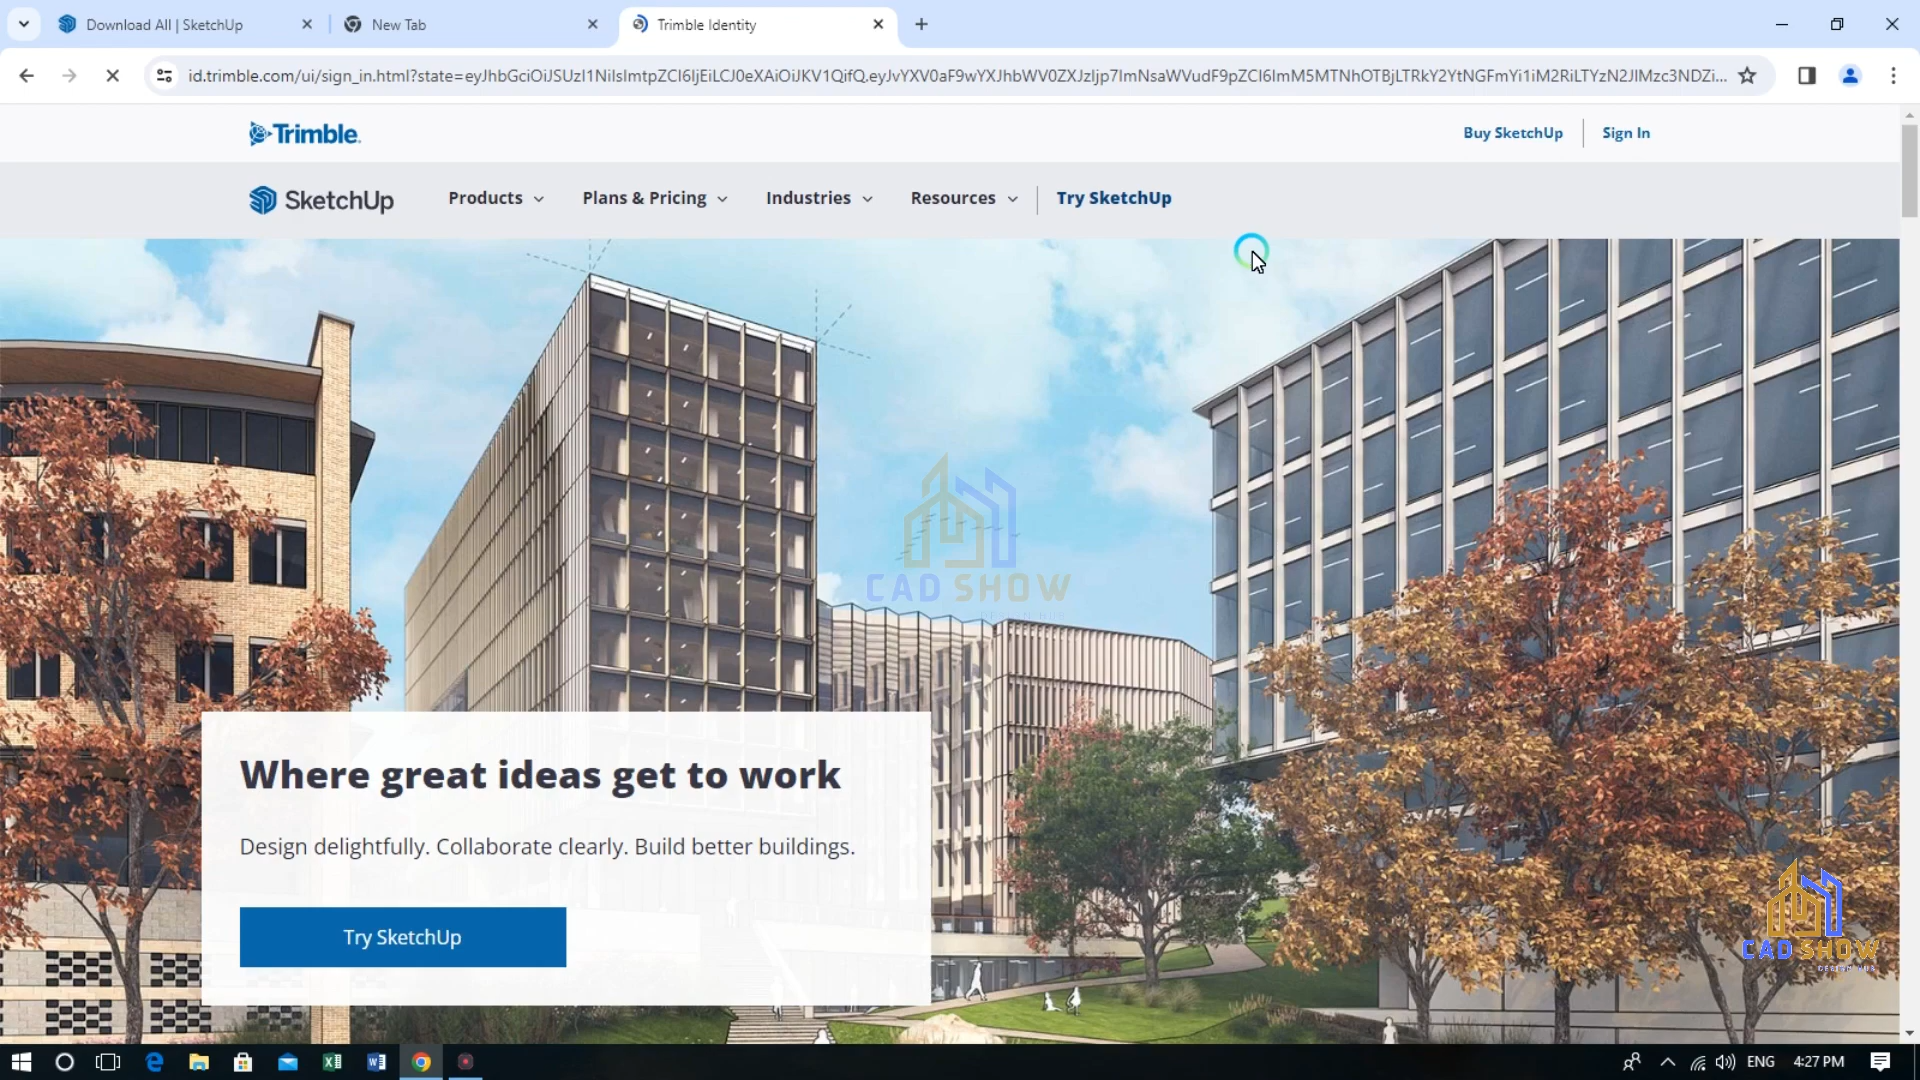 Download All | SketchUp
New Tab
Trimble Identity
id.trimble.com/ui/sign_in.html?state=eyJhbGciOiJSUzI1NiIsImtpZCI6IjEiLCJ0eXAiOiJKV1QifQ.eyJvYXV0aF9wYXJhbWV0ZXJzIjp7ImNsaWVudF9pZCI6ImM5MTNhOTBjLTRkY2YtNGFmYi1iM2RiLTYzN2JlMzc3NDZi...
Trimble.
Buy SketchUp
Sign In
SketchUp
Products
Plans & Pricing
Industries
Resources
Try SketchUp
CAD SHOW
Where great ideas get to work
Design delightfully. Collaborate clearly. Build better buildings.
Try SketchUp
CAD SHOW
DESIGN HUB
ENG
4:27 PM